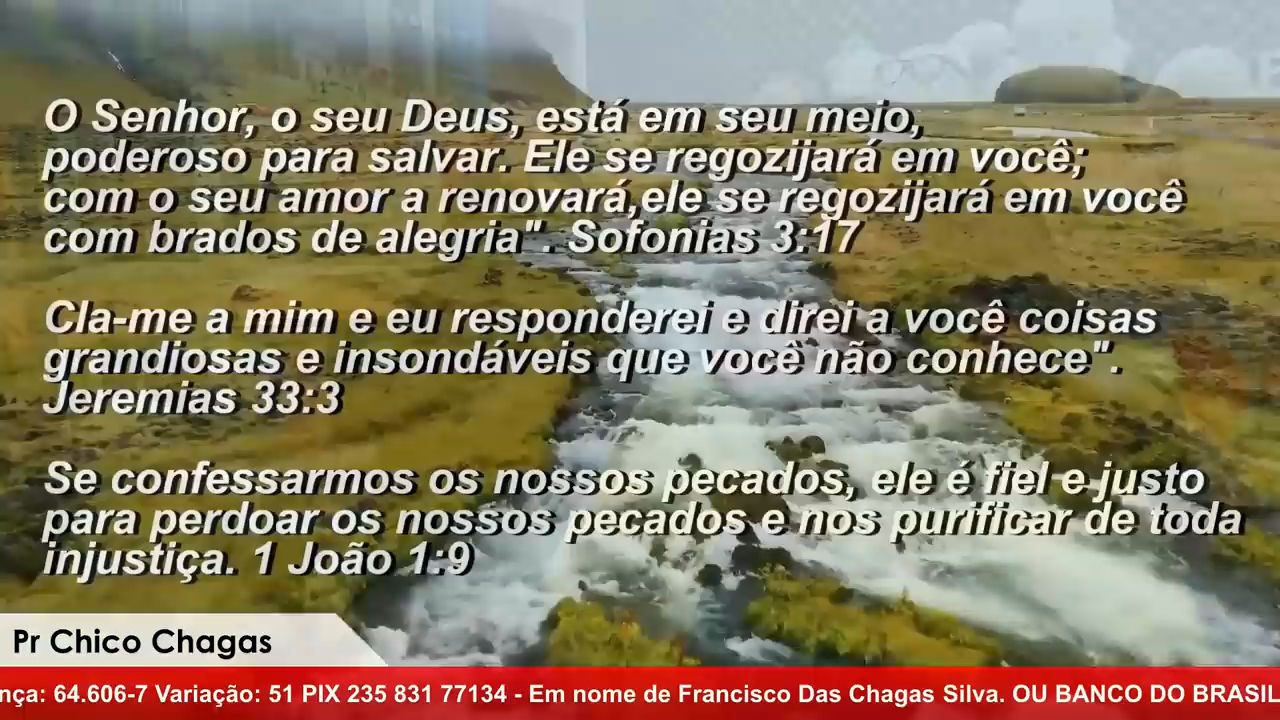 O Senhor, o seu Deus, está em seu meio,
poderoso para salvar. Ele se regozijará em você;
com o seu amor a renovará,ele se regozijará em você
com brados de alegria". Sofonias 3:17
Cla-me a mim e eu responderei e direi a você coisas
grandiosas e insondáveis que você não conhece".
Jeremias 33:3
Se confessarmos os nossos pecados, ele é fiel e justo
para perdoar os nossos pecados e nos purificar de toda
injustiça. 1 João 1:9
Pr Chico Chagas
nça: 64.606-7 Variação: 51 PIX 235 831 77134 - Em nome de Francisco Das Chagas Silva. OU BANCO DO BRASIL